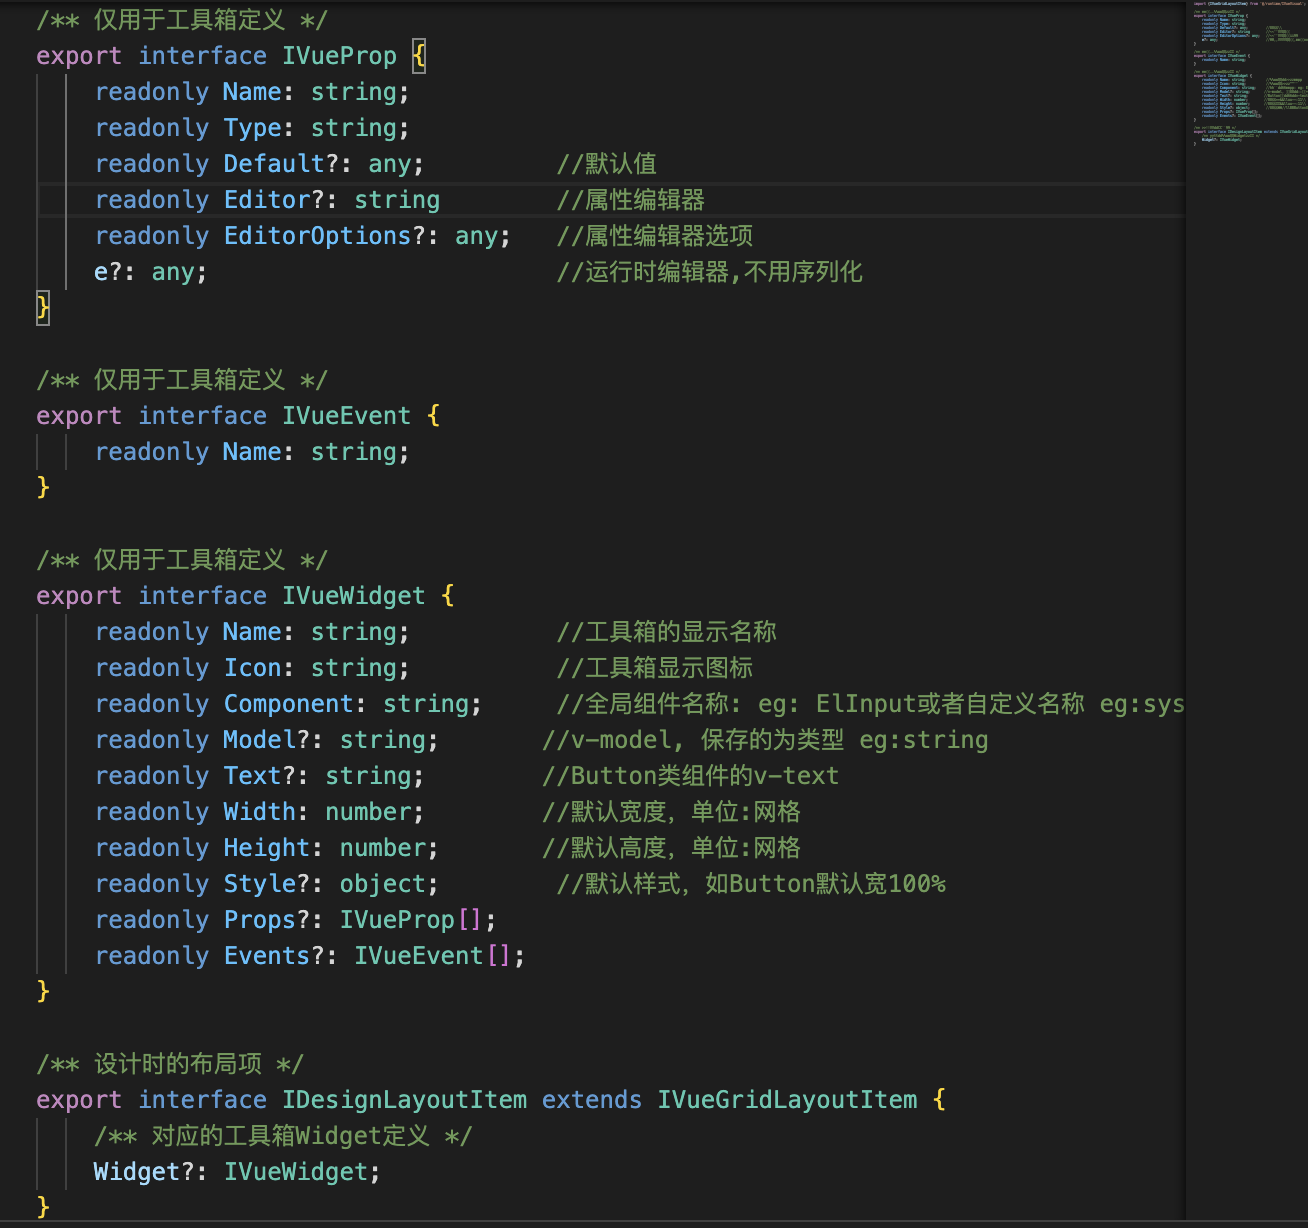 /** 仅用于工具箱定义 */
export interface IVueProp {
readonly Name: string;
readonly Type: string;
readonly Default?: any; //默认值
readonly Editor?: string //属性编辑器
readonly EditorOptions?: any; //属性编辑器选项
e?: any; //运行时编辑器,不用序列化
}
/** 仅用于工具箱定义 */
export interface IVueEvent {
readonly Name: string;
}
/** 仅用于工具箱定义 */
export interface IVueWidget {
readonly Name: string; //工具箱的显示名称
readonly Icon: string; //工具箱显示图标
readonly Component: string; //全局组件名称: eg: ElInput或者自定义名称 eg:sys
readonly Model?: string; //v-model, 保存的为类型 eg:string
readonly Text?: string; //Button类组件的v-text
readonly Width: number; //默认宽度，单位:网格
readonly Height: number; //默认高度，单位:网格
readonly Style?: object; //默认样式，如Button默认宽100%
readonly Props?: IVueProp[];
readonly Events?: IVueEvent[];
}
/** 设计时的布局项 */
export interface IDesignLayoutItem extends IVueGridLayoutItem {
/** 对应的工具箱Widget定义 */
Widget?: IVueWidget;
}